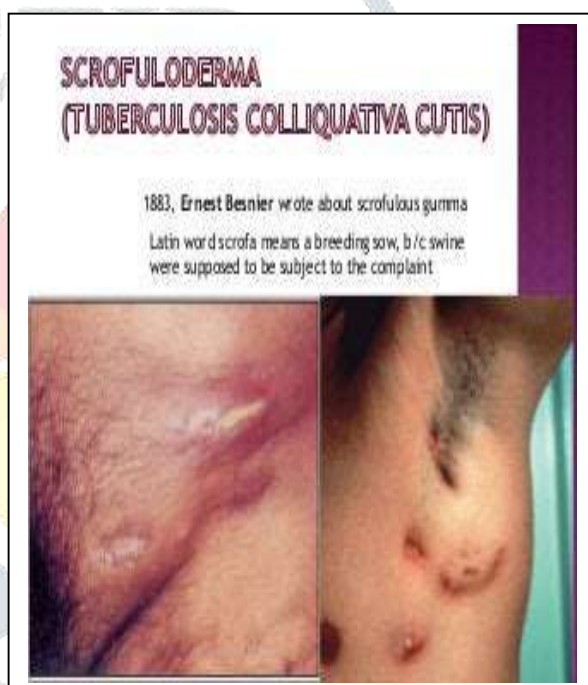 SCROFULODERMA
(TUBERCULOSIS COLLIQUATIVA CUTIS)
1883, Ernest Besnier wrote about scrofulous gumma
Latin word scrofa means a breeding sow, b/c swine
were supposed to be subject to the complaint